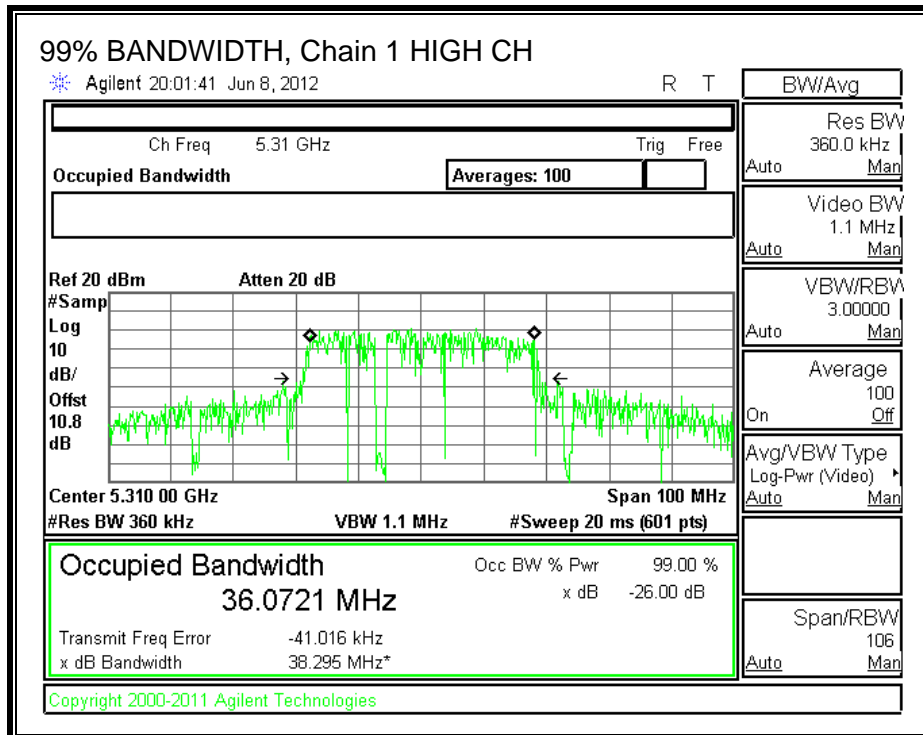 99% BANDWIDTH, Chain 1 HIGH CH
Agilent 20:01:41 Jun 8, 2012 R T
Ch Freq 5.31 GHz Trig Free
Occupied Bandwidth Averages: 100
Ref 20 dBm Atten 20 dB
#Samp
Log
10
dB/
Offst
10.8
dB
Center 5.310 00 GHz Span 100 MHz
#Res BW 360 kHz VBW 1.1 MHz #Sweep 20 ms (601 pts)
Occupied Bandwidth Occ BW % Pwr 99.00 %
36.0721 MHz x dB -26.00 dB
Transmit Freq Error -41.016 kHz
x dB Bandwidth 38.295 MHz*
Copyright 2000-2011 Agilent Technologies
BW/Avg
Res BW
360.0 kHz
Auto Man
Video BW
1.1 MHz
Auto Man
VBW/RBW
3.00000
Auto Man
Average
100
On Off
Avg/VBW Type
Log-Pwr (Video)
Auto Man
Span/RBW
106
Auto Man